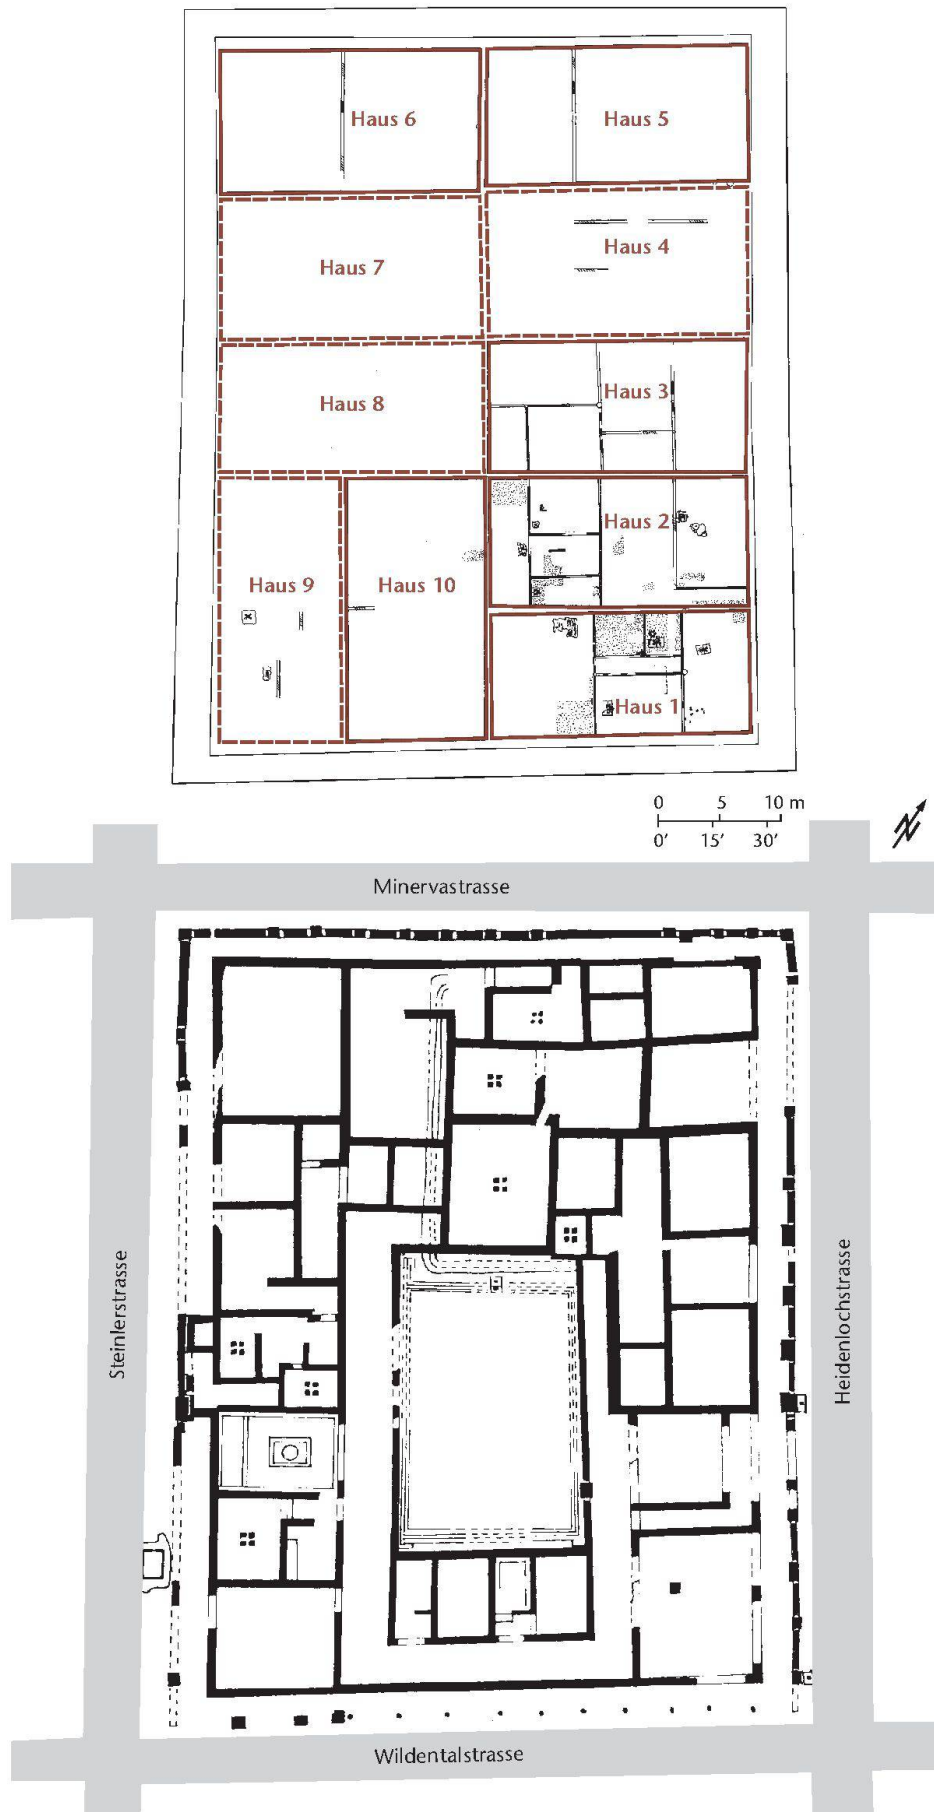 Haus 6
Haus 5
Haus 7
Haus 4
Haus 8
Haus 3
Haus 2
Haus 9
Haus 10
Haus 1
0 5 10 m
0' 15' 30'
N
Minervastrasse
Steinlerstrasse
Heidenlochstrasse
Wildentalstrasse